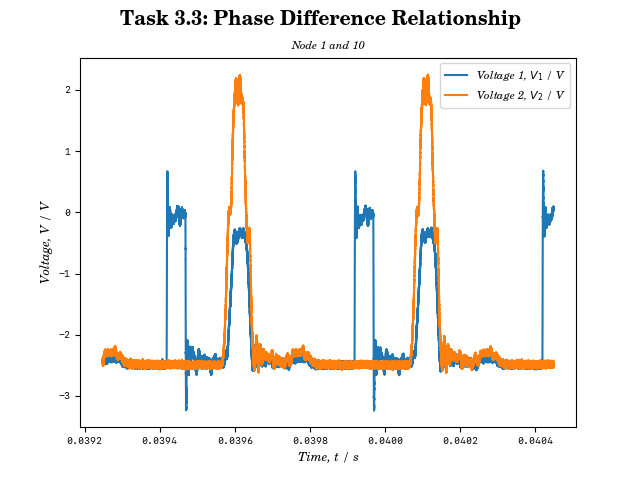 Task 3.3: Phase Difference Relationship
Node 1 and 10
Voltage 1, V₁ / V
Voltage 2, V₂ / V
2
1
0
−1
−2
−3
Voltage, V / V
0.0392
0.0394
0.0396
0.0398
0.0400
0.0402
0.0404
Time, t / s